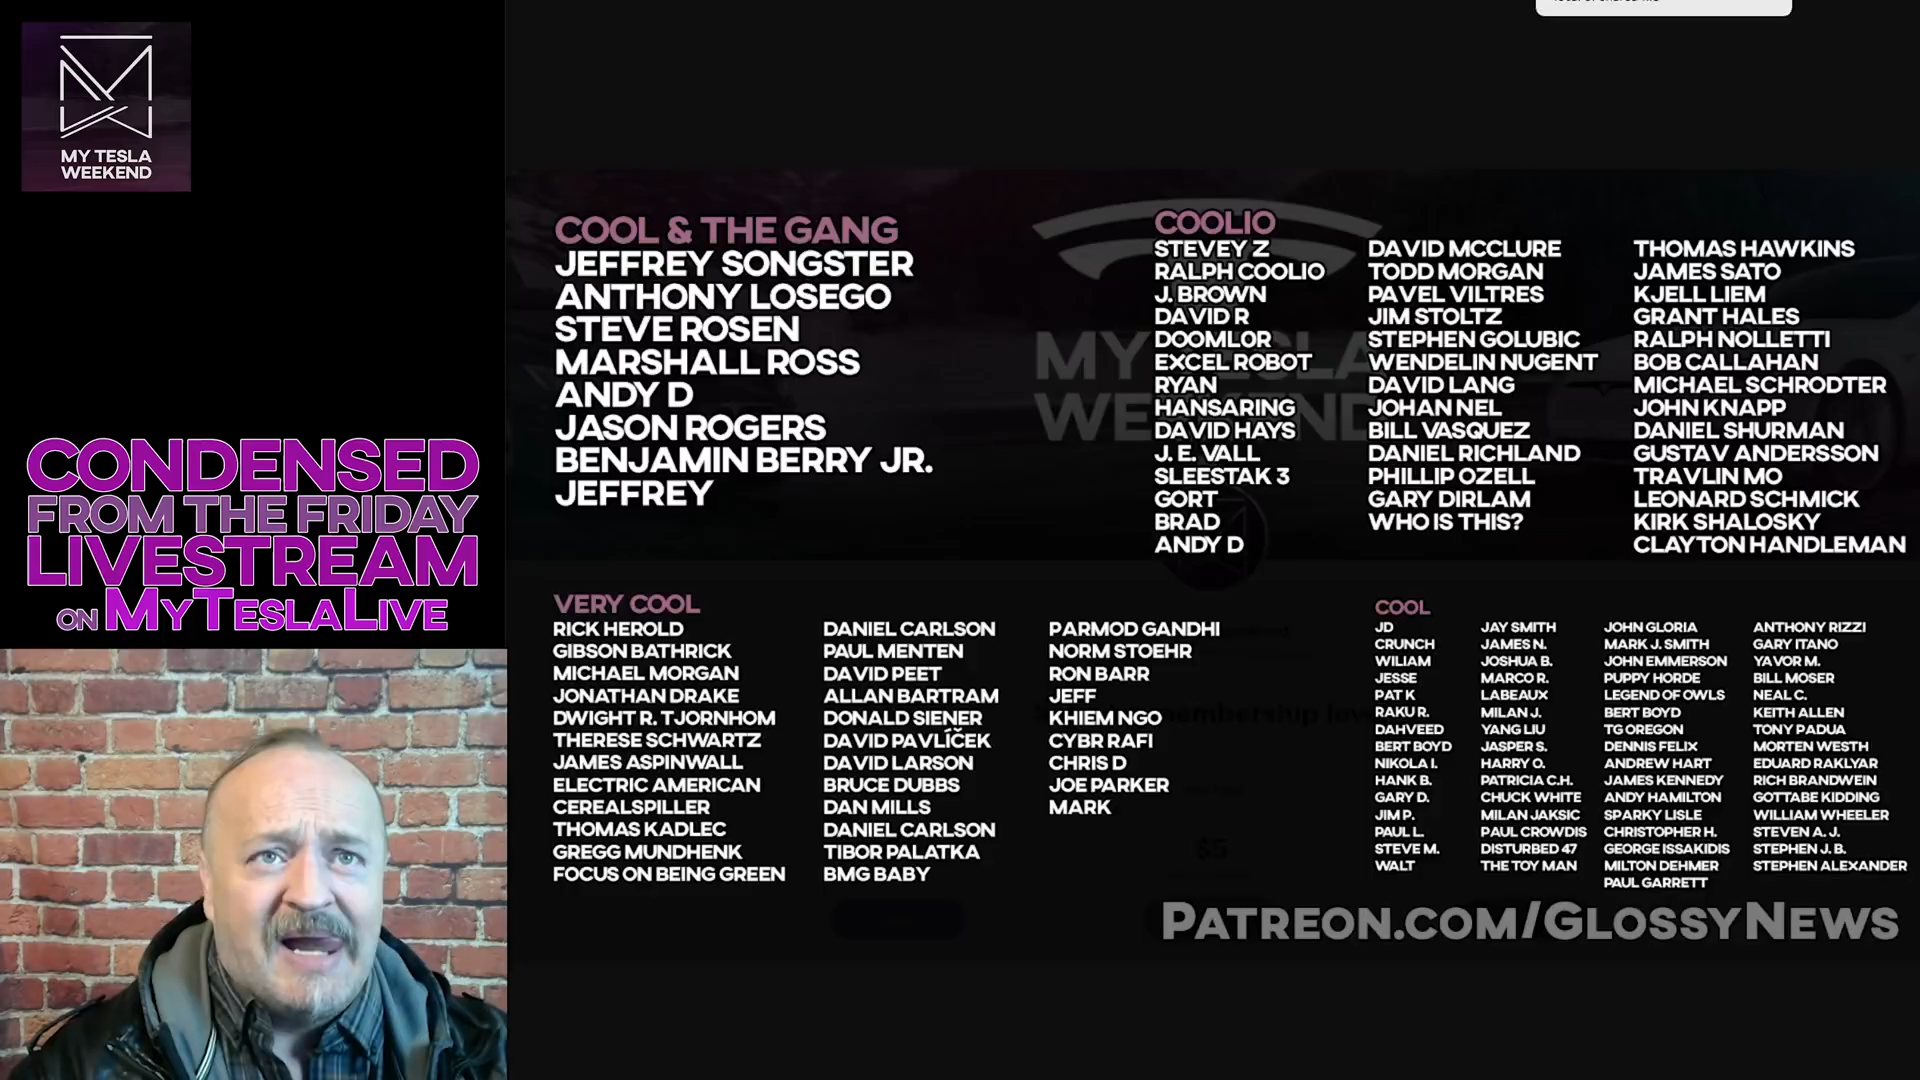 MY TESLA
WEEKEND
CONDENSED
FROM THE FRIDAY
LIVESTREAM
ON MYTESLALIVE
COOL & THE GANG
JEFFREY SONGSTER
ANTHONY LOSEGO
STEVE ROSEN
MARSHALL ROSS
ANDY D
JASON ROGERS
BENJAMIN BERRY JR.
JEFFREY
COOLIO
STEVEY Z
RALPH COOLIO
J. BROWN
DAVID R
DOOMLOR
EXCEL ROBOT
RYAN
HANSARING
DAVID HAYS
J. E. VALL
SLEESTAK 3
GORT
BRAD
ANDY D
DAVID MCCLURE
TODD MORGAN
PAVEL VILTRES
JIM STOLTZ
STEPHEN GOLUBIC
WENDELIN NUGENT
DAVID LANG
JOHAN NEL
BILL VASQUEZ
DANIEL RICHLAND
PHILLIP OZELL
GARY DIRLAM
WHO IS THIS?
THOMAS HAWKINS
JAMES SATO
KJELL LIEM
GRANT HALES
RALPH NOLLETTI
BOB CALLAHAN
MICHAEL SCHRODTER
JOHN KNAPP
DANIEL SHURMAN
GUSTAV ANDERSSON
TRAVLIN MO
LEONARD SCHMICK
KIRK SHALOSKY
CLAYTON HANDLEMAN
MY TESLA
WEEKEND
VERY COOL
RICK HEROLD
GIBSON BATHRICK
MICHAEL MORGAN
JONATHAN DRAKE
DWIGHT R. TJORNHOM
THERESE SCHWARTZ
JAMES ASPINWALL
ELECTRIC AMERICAN
CEREALSPILLER
THOMAS KADLEC
GREGG MUNDHENK
FOCUS ON BEING GREEN
DANIEL CARLSON
PAUL MENTEN
DAVID PEET
ALLAN BARTRAM
DONALD SIENER
DAVID PAVLÍČEK
DAVID LARSON
BRUCE DUBBS
DAN MILLS
DANIEL CARLSON
TIBOR PALATKA
BMG BABY
PARMOD GANDHI
NORM STOEHR
RON BARR
JEFF
KHIEM NGO
CYBR RAFI
CHRIS D
JOE PARKER
MARK
membership
$5
COOL
JD
CRUNCH
WILIAM
JESSE
PAT K
RAKU R.
DAHVEED
BERT BOYD
NIKOLA I.
HANK B.
GARY D.
JIM P.
PAUL L.
STEVE M.
WALT
JAY SMITH
JAMES N.
JOSHUA B.
MARCO R.
LABEAUX
MILAN J.
YANG LIU
JASPER S.
HARRY O.
PATRICIA C.H.
CHUCK WHITE
MILAN JAKSIC
PAUL CROWDIS
DISTURBED 47
THE TOY MAN
JOHN GLORIA
MARK J. SMITH
JOHN EMMERSON
PUPPY HORDE
LEGEND OF OWLS
BERT BOYD
TG OREGON
DENNIS FELIX
ANDREW HART
JAMES KENNEDY
ANDY HAMILTON
SPARKY LISLE
CHRISTOPHER H.
GEORGE ISSAKIDIS
MILTON DEHMER
PAUL GARRETT
ANTHONY RIZZI
GARY ITANO
YAVOR M.
BILL MOSER
NEAL C.
KEITH ALLEN
TONY PADUA
MORTEN WESTH
EDUARD RAKLYAR
RICH BRANDWEIN
GOTTABE KIDDING
WILLIAM WHEELER
STEVEN A. J.
STEPHEN J. B.
STEPHEN ALEXANDER
PATREON.COM/GLOSSYNEWS